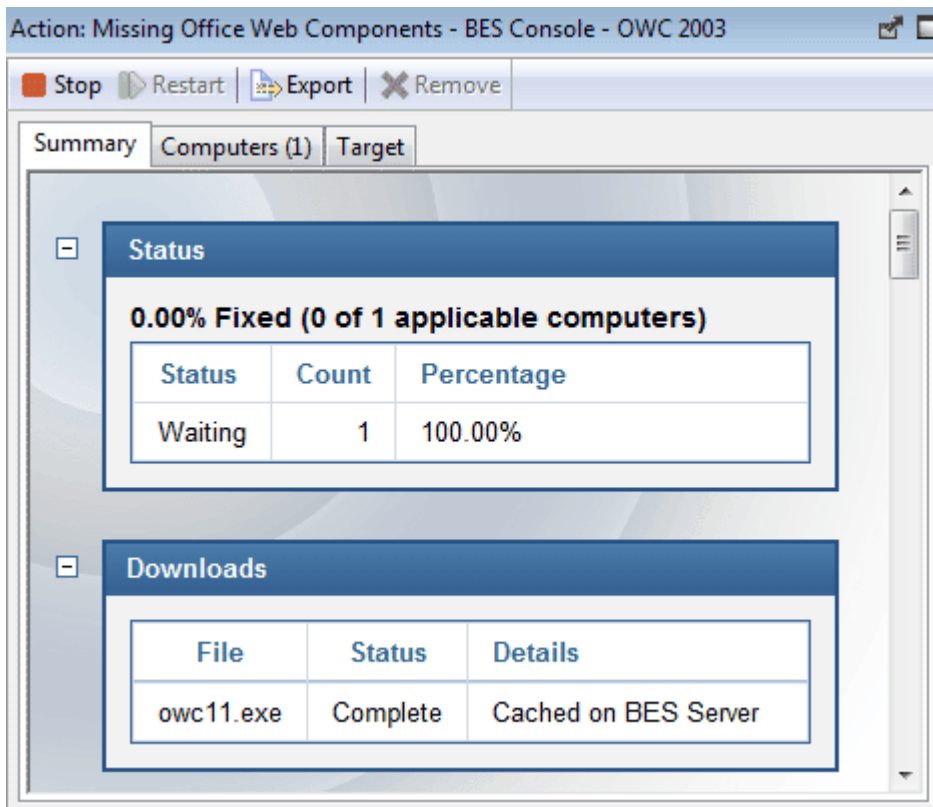 Action: Missing Office Web Components - BES Console - OWC 2003
Stop Restart Export Remove
Summary Computers (1) Target
Status
0.00% Fixed (0 of 1 applicable computers)
Status Count Percentage
Waiting 1 100.00%
Downloads
File Status Details
owc11.exe Complete Cached on BES Server